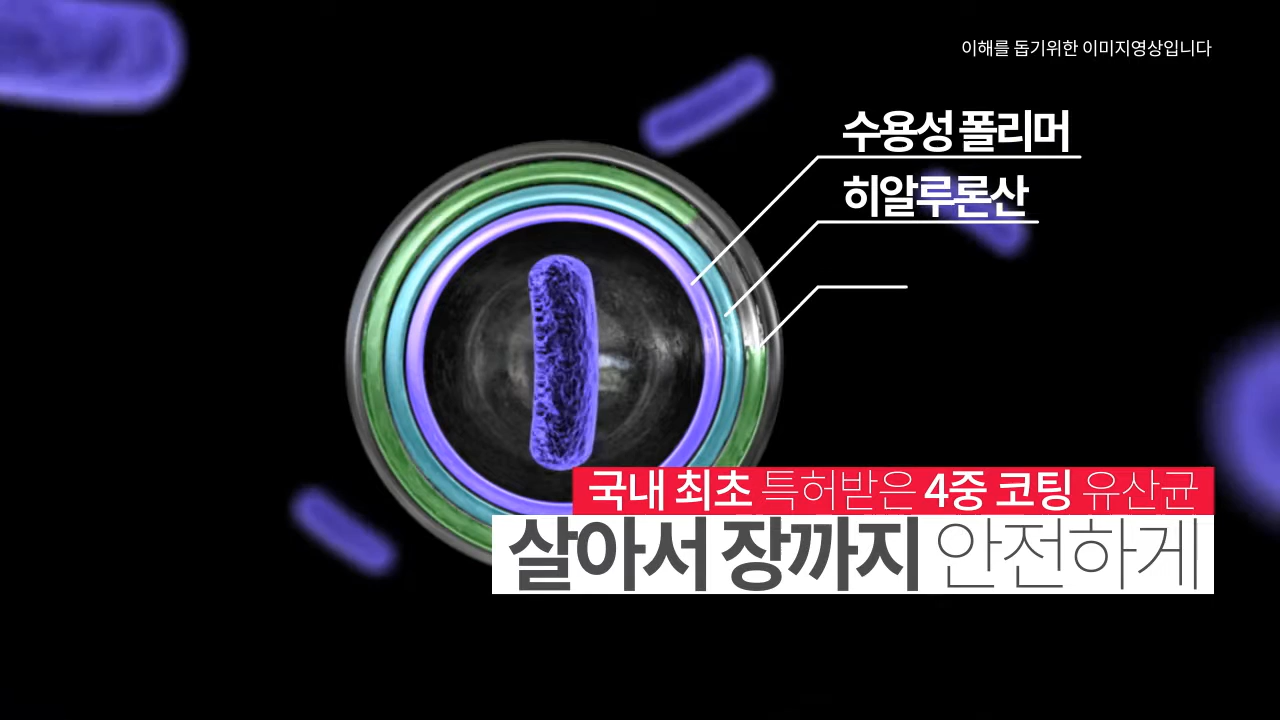 이해를 돕기위한 이미지영상입니다
수용성 폴리머
히알루론산
국내 최초 특허받은 4중 코팅 유산균
살아서 장까지 안전하게